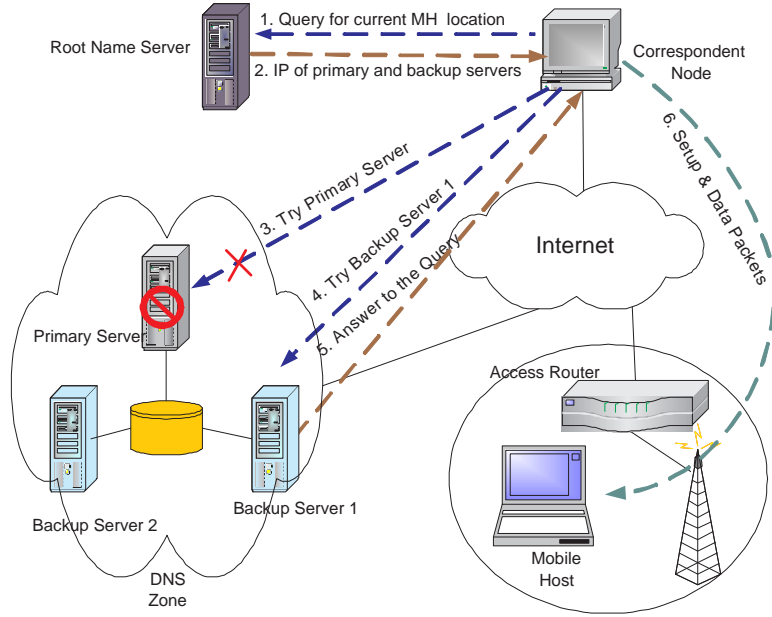 1. Query for current MH location
Root Name Server
2. IP of primary and backup servers
Correspondent
Node
3. Try Primary Server
4. Try Backup Server 1
5. Answer to the Query
6. Setup & Data Packets
Internet
Primary Server
Access Router
Backup Server 2
Backup Server 1
Mobile
Host
DNS
Zone